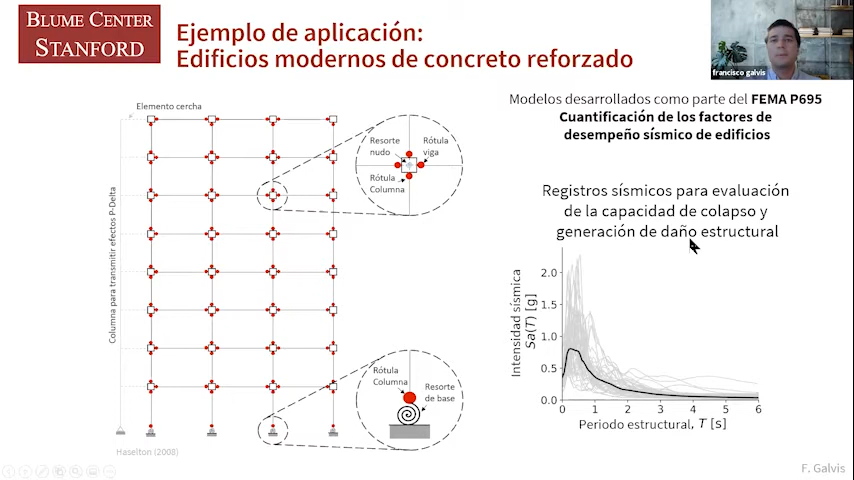 BLUME CENTER
STANFORD
Ejemplo de aplicación:
Edificios modernos de concreto reforzado
francisco galvis
Elemento cercha
Columna para transmitir efectos P-Delta
Resorte
nudo
Rótula
viga
Rótula
Columna
Rótula
Columna
Resorte
de base
Haselton (2008)
Modelos desarrollados como parte del FEMA P695
Cuantificación de los factores de
desempeño sísmico de edificios
Registros sísmicos para evaluación
de la capacidad de colapso y
generación de daño estructural
Intensidad sísmica
Sa(T) [g]
2.0
1.5
1.0
0.5
0.0
0 1 2 3 4 5 6
Periodo estructural, T [s]
F. Galvis